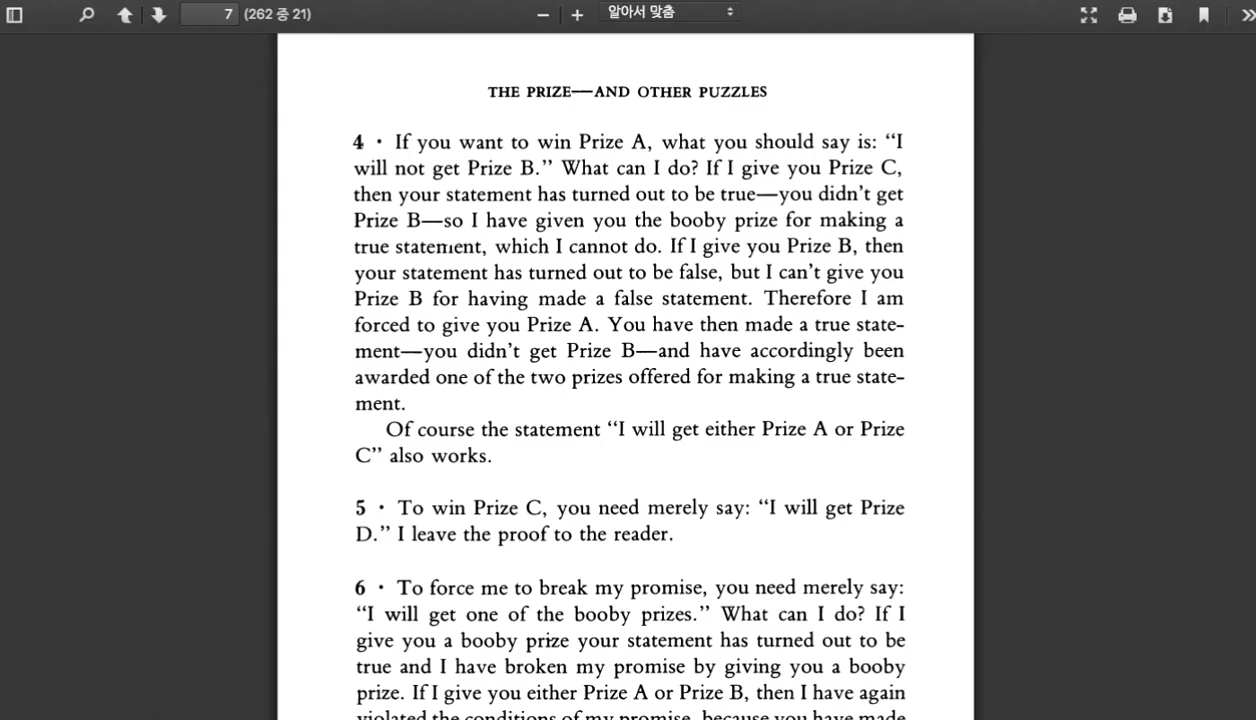 7 (262 중 21)
알아서 맞춤
THE PRIZE—AND OTHER PUZZLES
4 • If you want to win Prize A, what you should say is: “I
will not get Prize B.” What can I do? If I give you Prize C,
then your statement has turned out to be true—you didn’t get
Prize B—so I have given you the booby prize for making a
true statement, which I cannot do. If I give you Prize B, then
your statement has turned out to be false, but I can’t give you
Prize B for having made a false statement. Therefore I am
forced to give you Prize A. You have then made a true state-
ment—you didn’t get Prize B—and have accordingly been
awarded one of the two prizes offered for making a true state-
ment.
Of course the statement “I will get either Prize A or Prize
C” also works.
5 • To win Prize C, you need merely say: “I will get Prize
D.” I leave the proof to the reader.
6 • To force me to break my promise, you need merely say:
“I will get one of the booby prizes.” What can I do? If I
give you a booby prize your statement has turned out to be
true and I have broken my promise by giving you a booby
prize. If I give you either Prize A or Prize B, then I have again
violated the conditions of my promise, because you have made